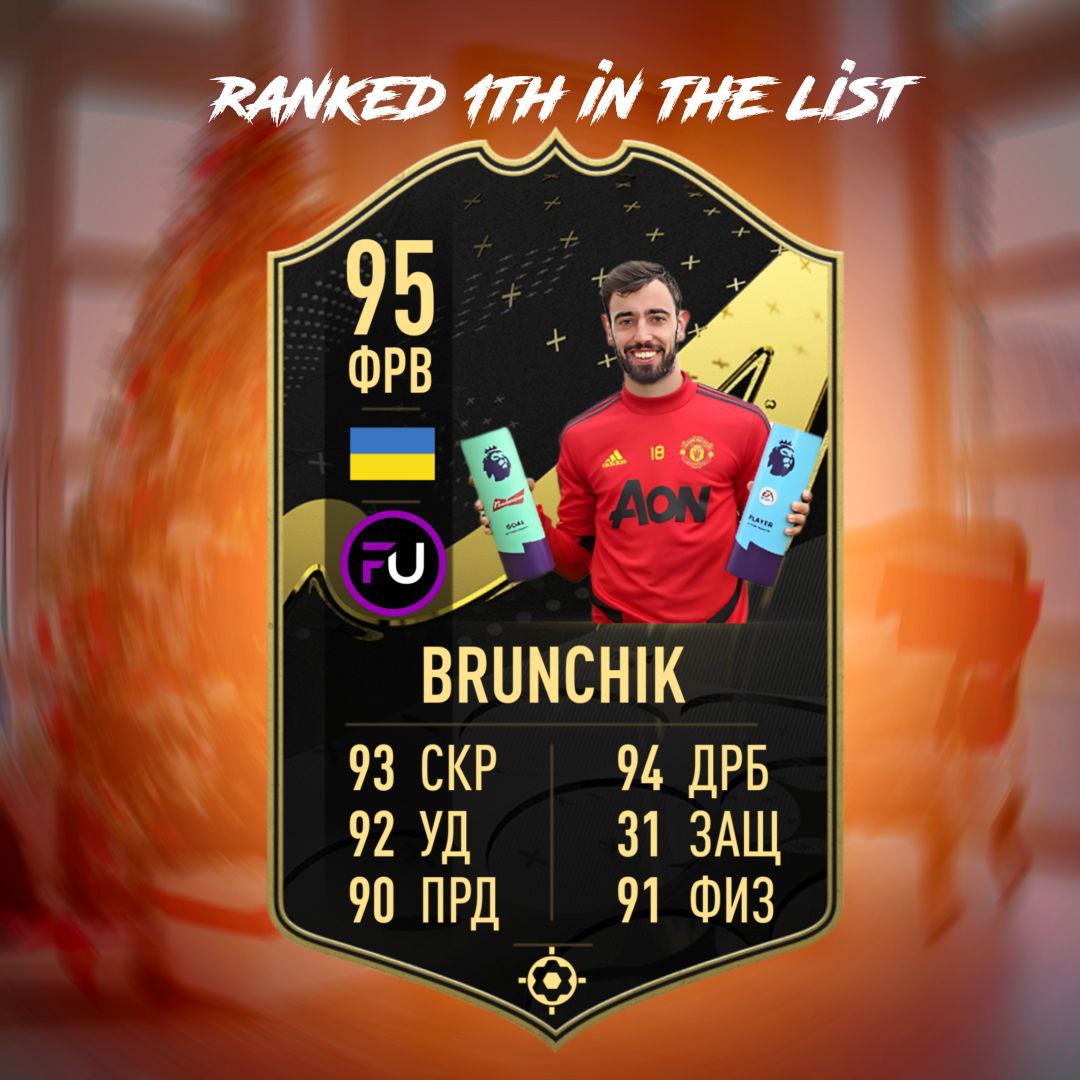 RANKED 1TH IN THE LIST
95
ФРВ
FU
18
AON
GOAL
PLAYER
BRUNCHIK
93 СКР
92 УД
90 ПРД
94 ДРБ
31 ЗАЩ
91 ФИЗ